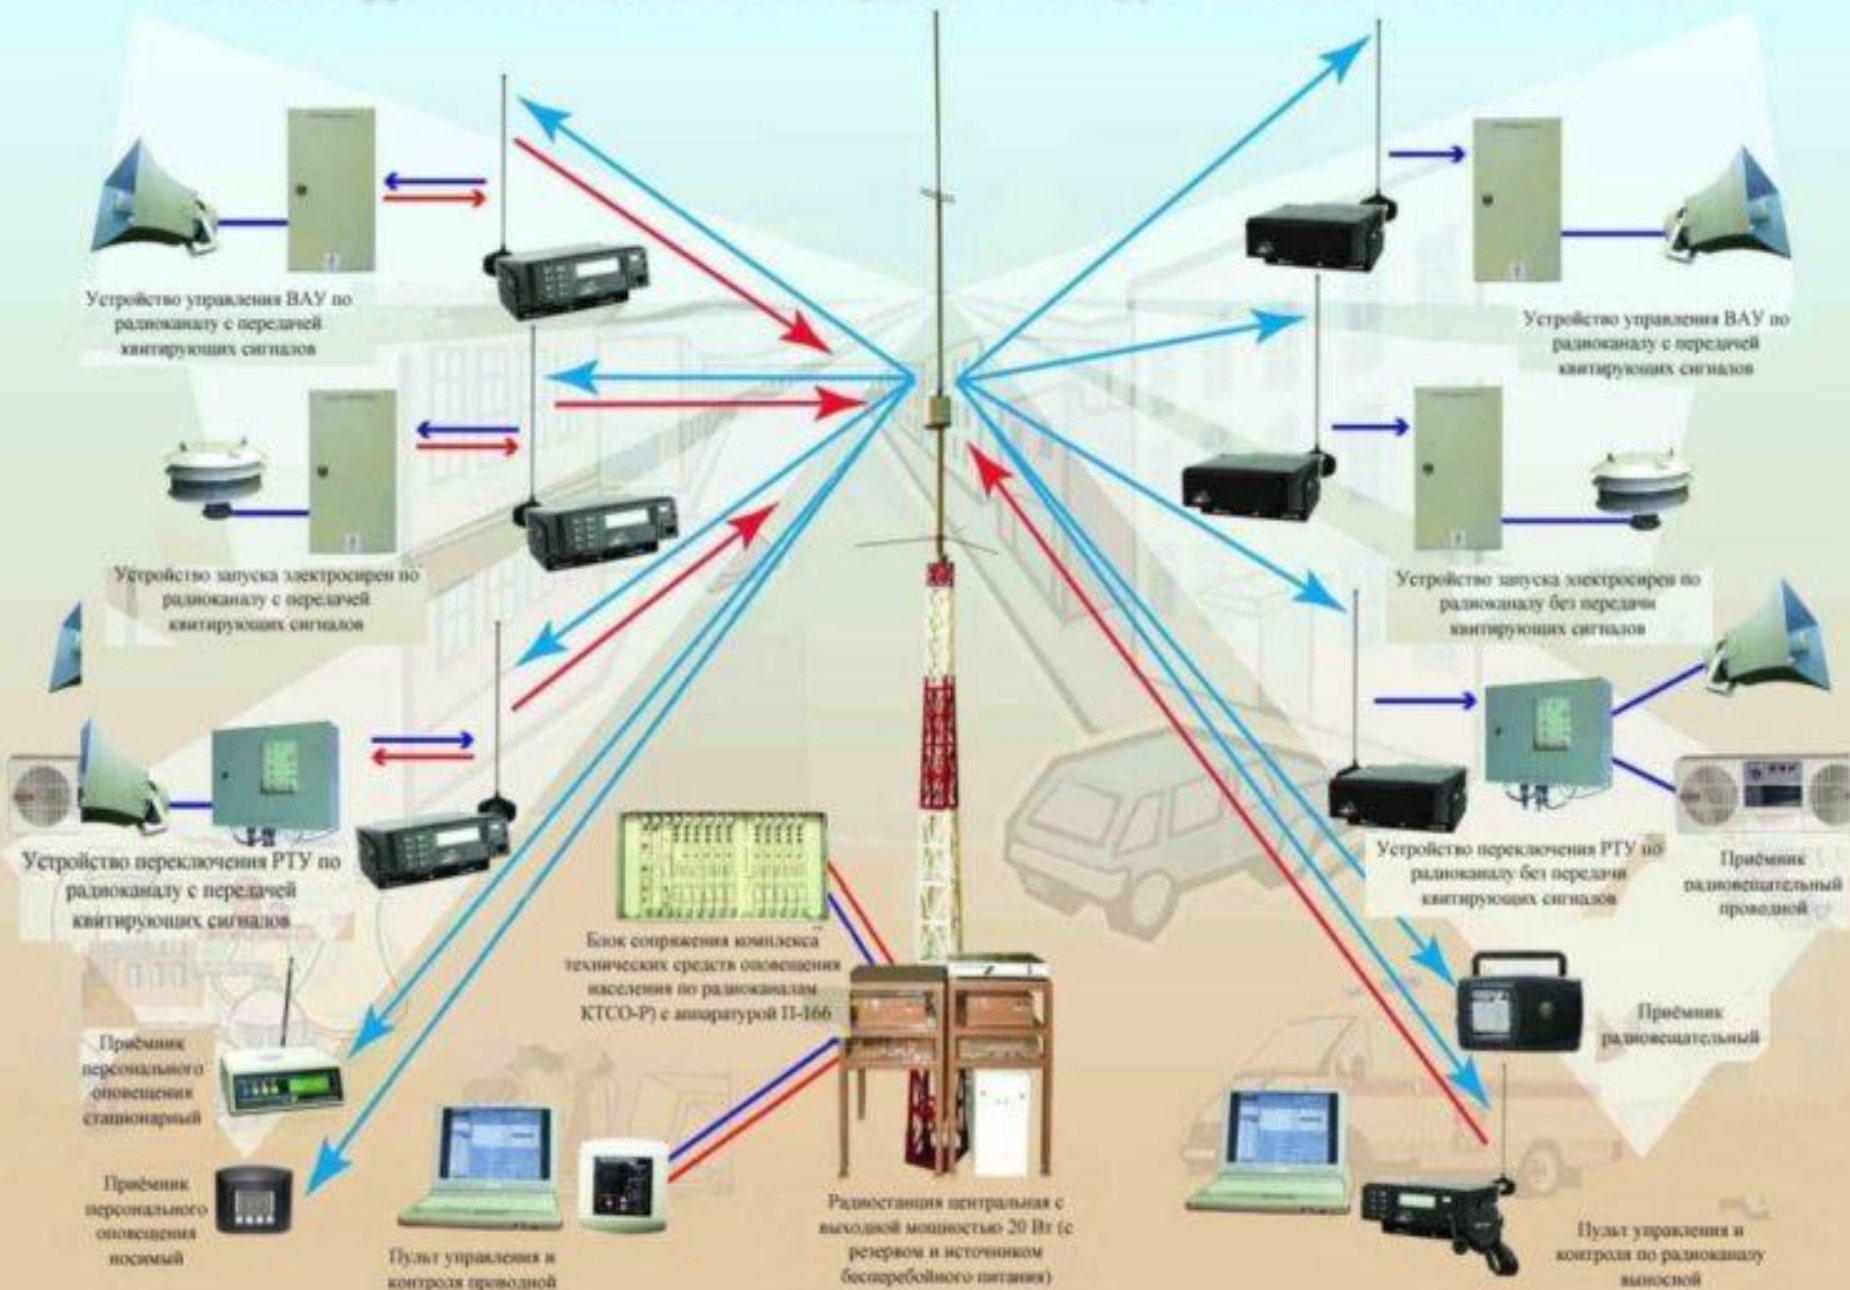 Устройство управления ВАУ по
радиоканалу с передачей
квитирующих сигналов
Устройство управления ВАУ по
радиоканалу с передачей
квитирующих сигналов
Устройство запуска электросирен по
радиоканалу с передачей
квитирующих сигналов
Устройство запуска электросирен по
радиоканалу без передачи
квитирующих сигналов
Устройство переключения РТУ по
радиоканалу с передачей
квитирующих сигналов
Устройство переключения РТУ по
радиоканалу без передачи
квитирующих сигналов
Приёмник
радиовещательный
проводной
Блок сопряжения комплекса
технических средств оповещения
населения по радиоканалам
КТСО-Р) с аппаратурой П-166
Приёмник
персонального
оповещения
стационарный
Приёмник
радиовещательный
Приёмник
персонального
оповещения
носимый
Пульт управления и
контроля проводной
Радиостанция центральная с
выходной мощностью 20 Вт (с
резервом и источником
бесперебойного питания)
Пульт управления и
контроля по радиоканалу
выносной